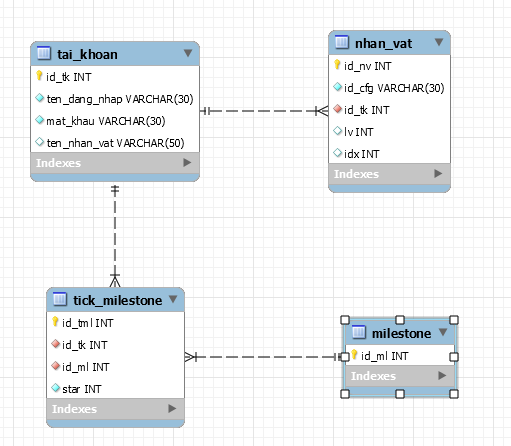 tai_khoan
id_tk INT
ten_dang_nhap VARCHAR(30)
mat_khau VARCHAR(30)
ten_nhan_vat VARCHAR(50)
Indexes
nhan_vat
id_nv INT
id_cfg VARCHAR(30)
id_tk INT
lv INT
idx INT
Indexes
tick_milestone
id_tml INT
id_tk INT
id_ml INT
star INT
Indexes
milestone
id_ml INT
Indexes